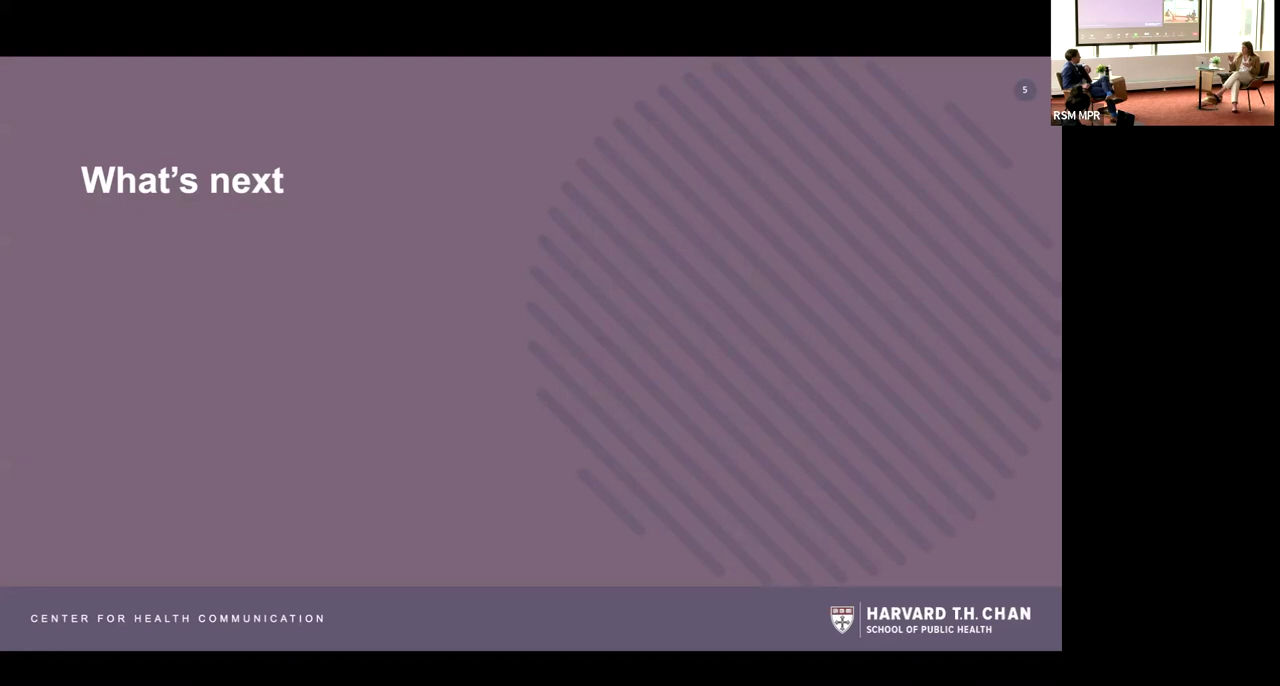 5
RSM MPR
What's next
CENTER FOR HEALTH COMMUNICATION
HARVARD T.H. CHAN
SCHOOL OF PUBLIC HEALTH